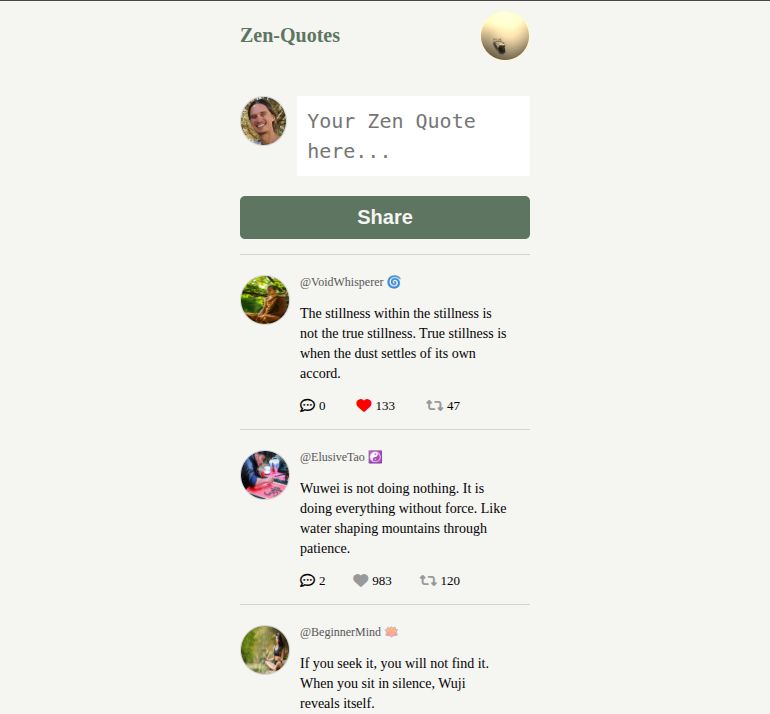 Zen-Quotes
Your Zen Quote
here...
Share
@VoidWhisperer 🌀
The stillness within the stillness is
not the true stillness. True stillness is
when the dust settles of its own
accord.
0 133 47
@ElusiveTao ☯️
Wuwei is not doing nothing. It is
doing everything without force. Like
water shaping mountains through
patience.
2 983 120
@BeginnerMind 🪷
If you seek it, you will not find it.
When you sit in silence, Wuji
reveals itself.